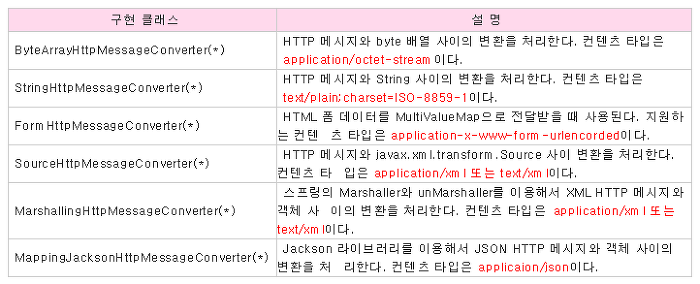 구현 클래스
설 명
ByteArrayHttpMessageConverter(*)
HTTP 메시지와 byte 배열 사이의 변환을 처리한다. 컨텐츠 타입은
application/octet-stream이다.
StringHttpMessageConverter(*)
HTTP 메시지와 String 사이의 변환을 처리한다. 컨텐츠 타입은
text/plain;charset=ISO-8859-1이다.
Form HttpMessageConverter(*)
HTML 폼 데이터를 MultiValueMap으로 전달받을 때 사용된다. 지원하
는 컨텐 츠 타입은 application-x-www-form-urlencorded이다.
SourceHttpMessageConverter(*)
HTTP 메시지와 javax.xml.transform.Source 사이 변환을 처리한다.
컨텐츠 타 입은 application/xml 또는 text/xml이다.
MarshallingHttpMessageConverter(*)
스프링의 Marshaller와 unMarshaller를 이용해서 XML HTTP 메시지와
객체 사 이의 변환을 처리한다. 컨텐츠 타입은 application/xml 또는
text/xml이다.
MappingJacksonHttpMessageConverter(*)
Jackson 라이브러리를 이용해서 JSON HTTP 메시지와 객체 사이의
변환을 처 리한다. 컨텐츠 타입은 applicaion/json이다.